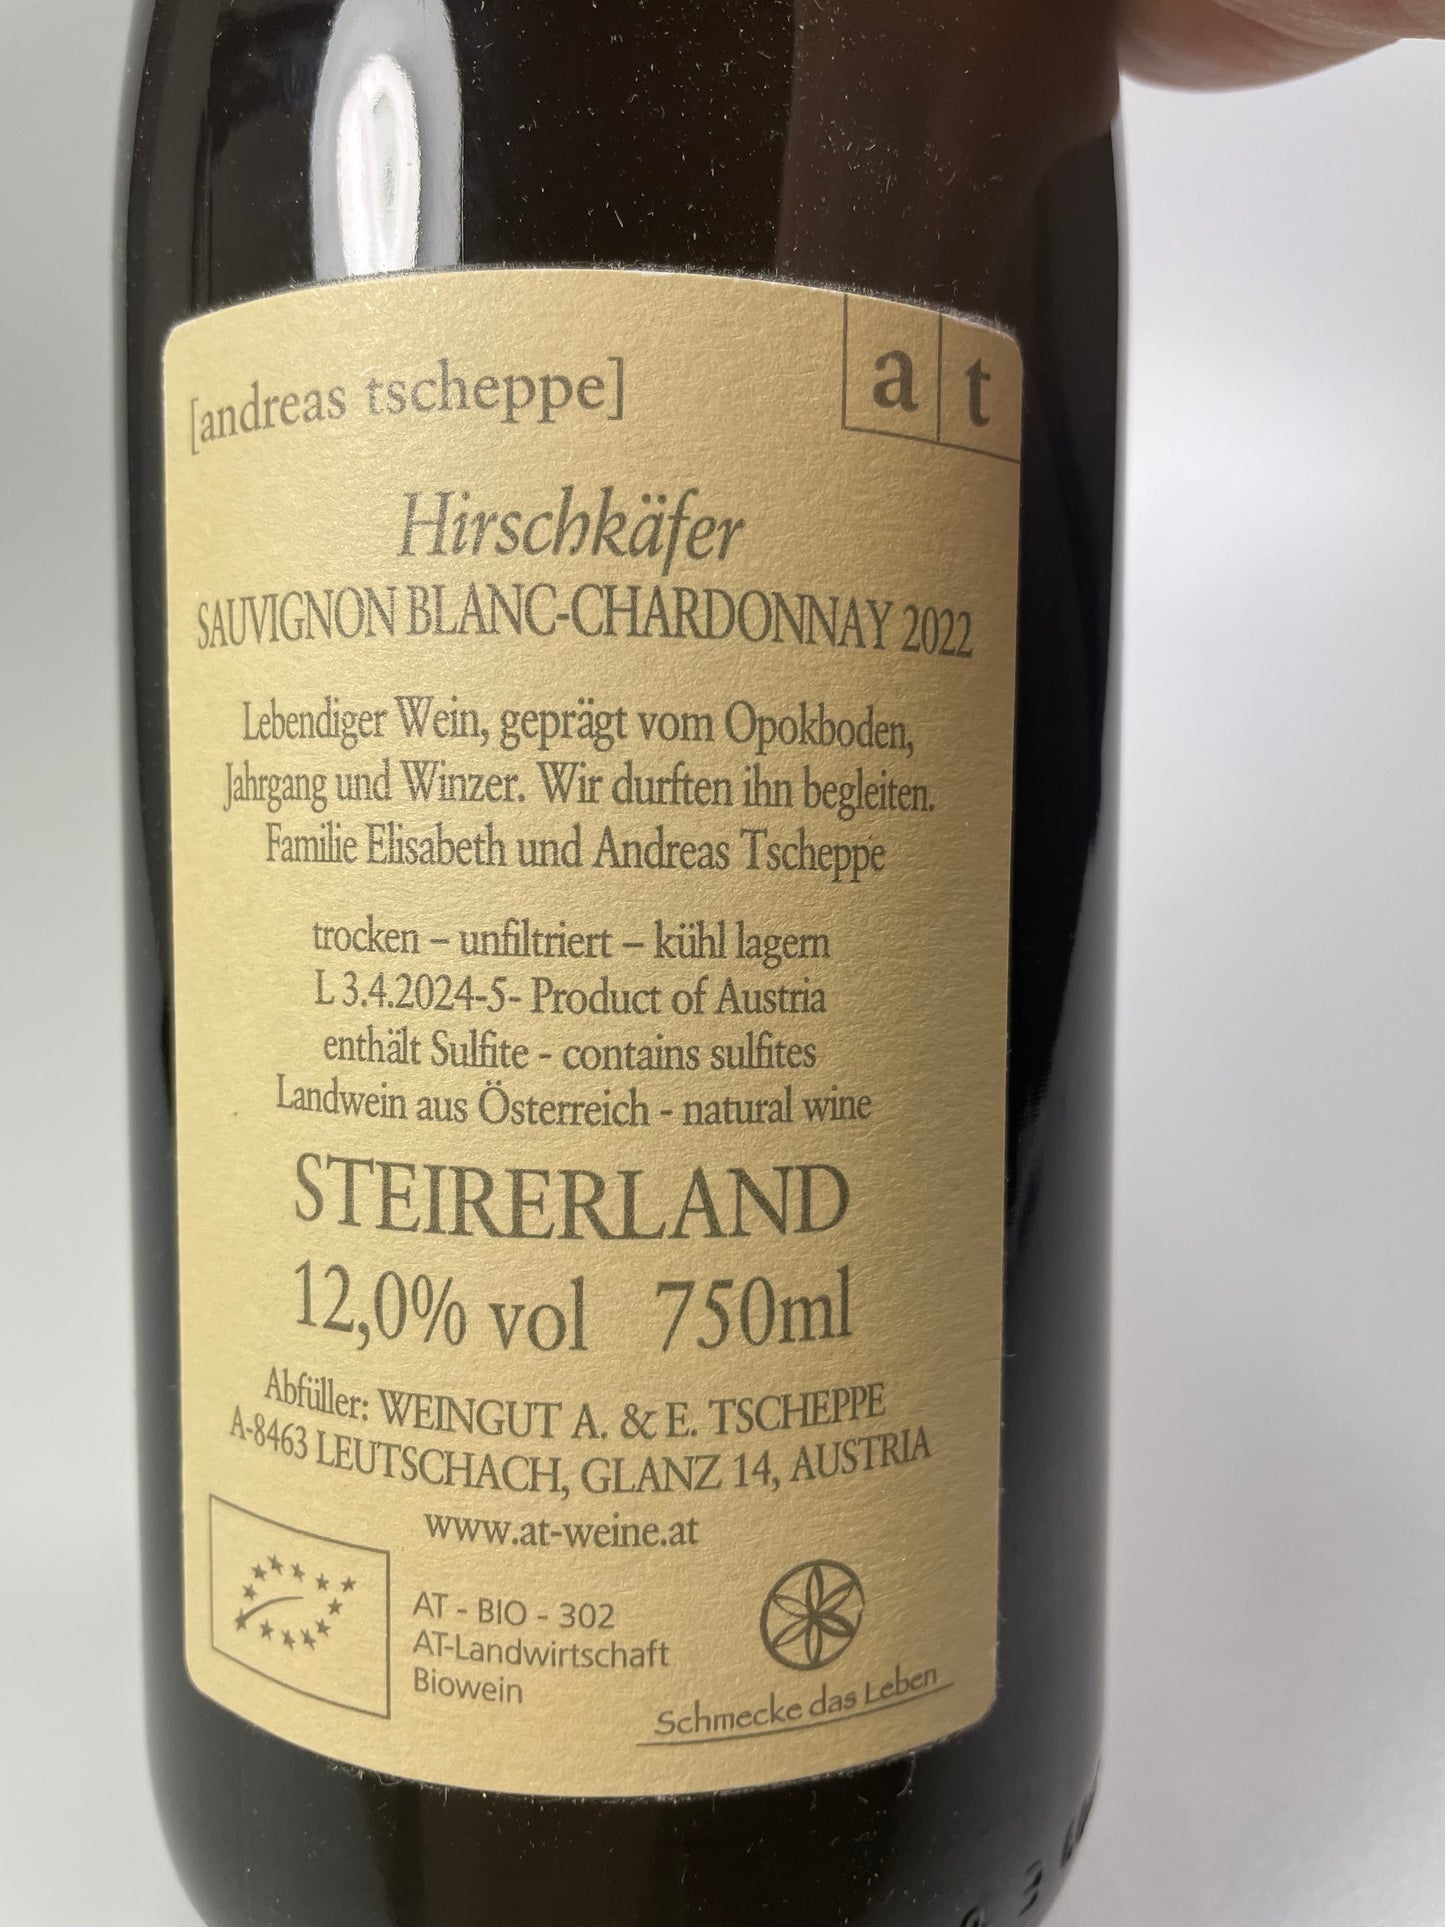 [andreas tscheppe]
a t
Hirschkäfer
SAUVIGNON BLANC-CHARDONNAY 2022
Lebendiger Wein, geprägt vom Opokboden,
Jahrgang und Winzer. Wir durften ihn begleiten.
Familie Elisabeth und Andreas Tscheppe
trocken – unfiltriert – kühl lagern
L 3.4.2024-5- Product of Austria
enthält Sulfite - contains sulfites
Landwein aus Österreich - natural wine
STEIRERLAND
12,0% vol 750ml
Abfüller: WEINGUT A. & E. TSCHEPPE
A-8463 LEUTSCHACH, GLANZ 14, AUSTRIA
www.at-weine.at
AT - BIO - 302
AT-Landwirtschaft
Biowein
Schmecke das Leben